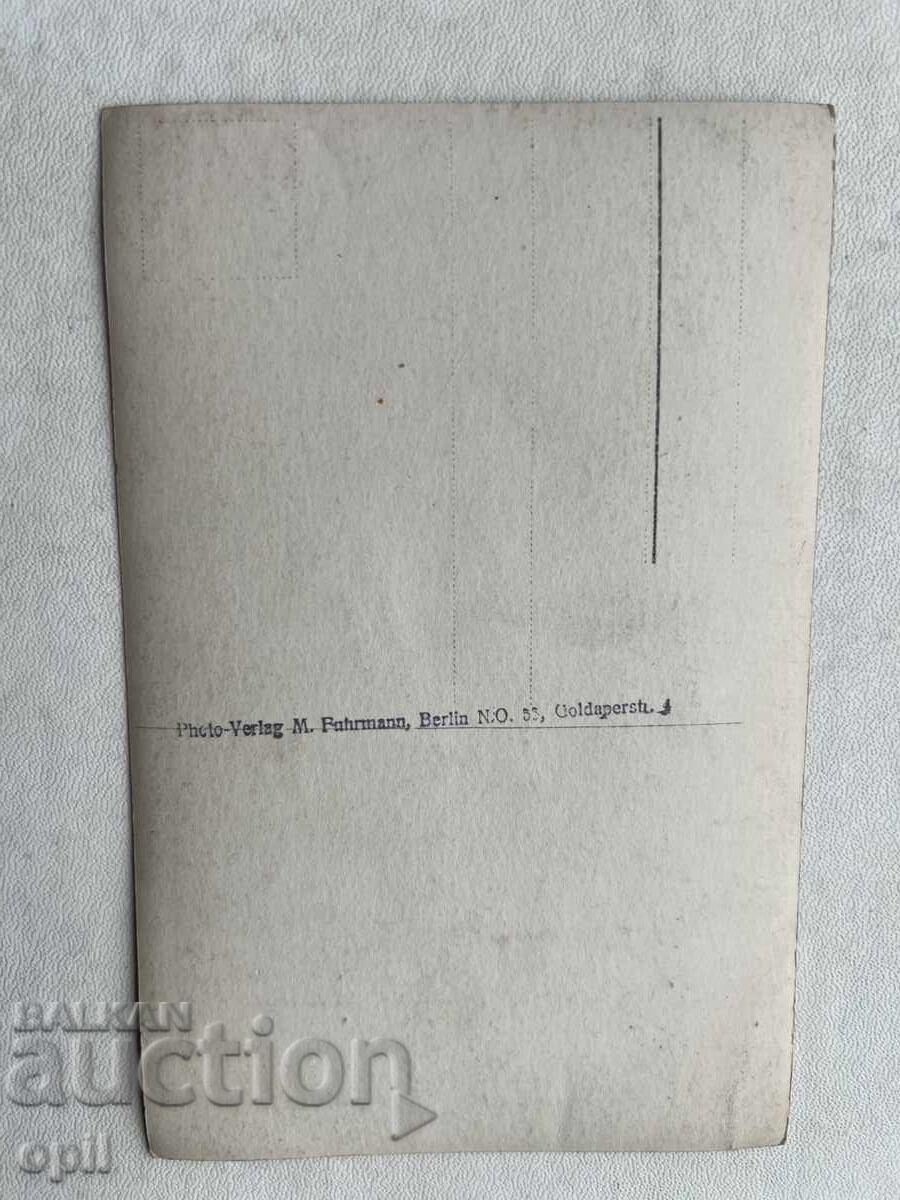 Photo-Verlag M. Fuhrmann, Berlin N.O. 55, Goldaperstr. 4
BALKAN
auction
opil